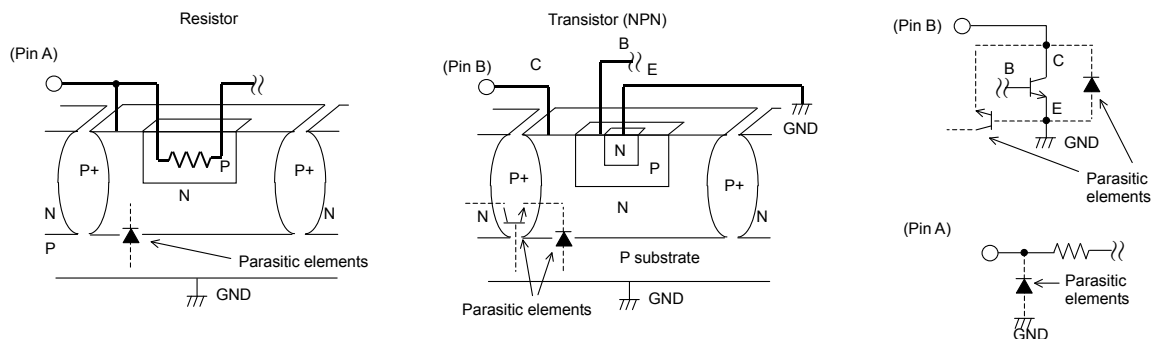 Resistor
(Pin A)
P+
P+
P
N
N
N
P
Parasitic elements
GND
Transistor (NPN)
(Pin B)
C
B
E
GND
P+
P+
N
P
N
N
N
P substrate
Parasitic elements
GND
(Pin B)
C
B
E
GND
Parasitic
elements
(Pin A)
Parasitic
elements
GND